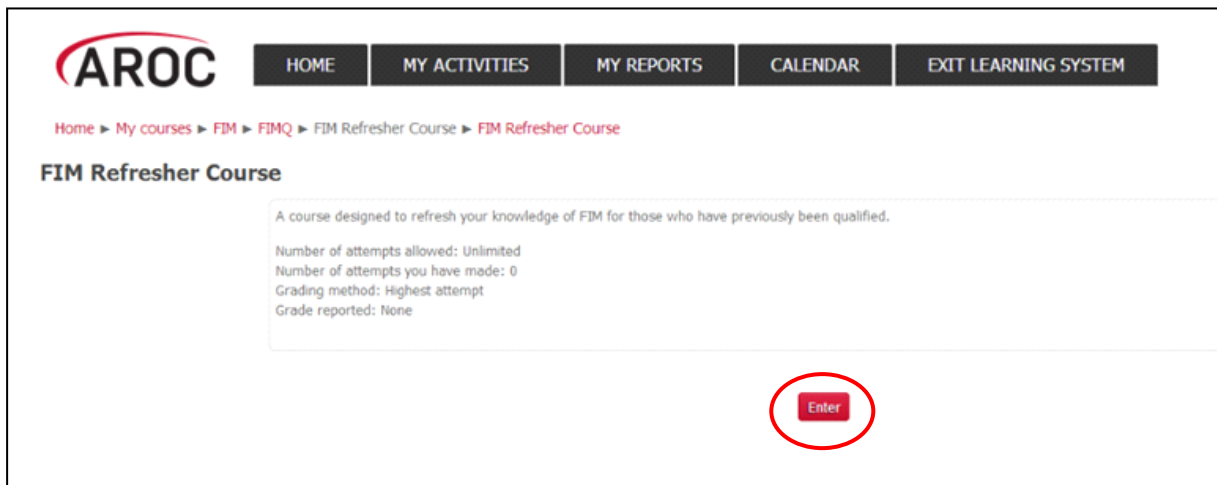 AROC
HOME MY ACTIVITIES MY REPORTS CALENDAR EXIT LEARNING SYSTEM
Home ► My courses ► FIM ► FIMQ ► FIM Refresher Course ► FIM Refresher Course
FIM Refresher Course
A course designed to refresh your knowledge of FIM for those who have previously been qualified.
Number of attempts allowed: Unlimited
Number of attempts you have made: 0
Grading method: Highest attempt
Grade reported: None
Enter